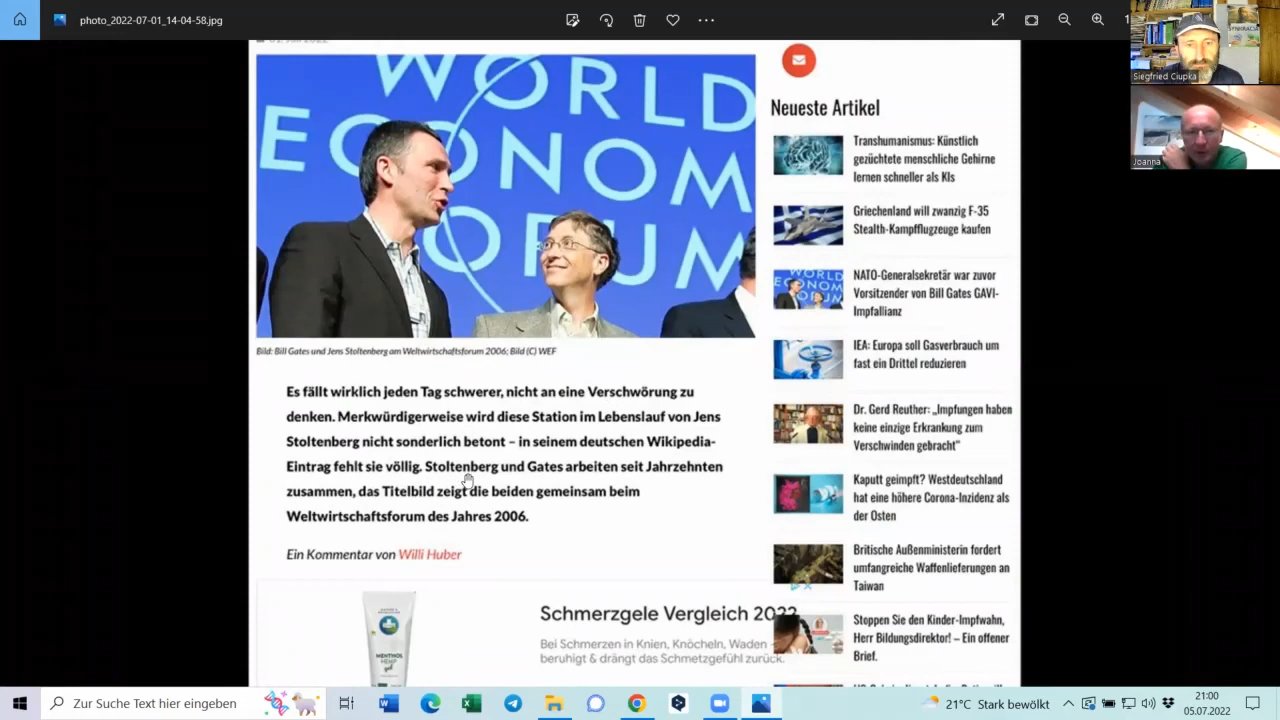 photo_2022-07-01_14-04-58.jpg
Siegfried Ciupka
Joanna
WORLD
ECONOM
FORUM
Bild: Bill Gates und Jens Stoltenberg am Weltwirtschaftsforum 2006; Bild (C) WEF
Es fällt wirklich jeden Tag schwerer, nicht an eine Verschwörung zu
denken. Merkwürdigerweise wird diese Station im Lebenslauf von Jens
Stoltenberg nicht sonderlich betont – in seinem deutschen Wikipedia-
Eintrag fehlt sie völlig. Stoltenberg und Gates arbeiten seit Jahrzehnten
zusammen, das Titelbild zeigt die beiden gemeinsam beim
Weltwirtschaftsforum des Jahres 2006.
Ein Kommentar von Willi Huber
Schmerzgele Vergleich 2022
Bei Schmerzen in Knien, Knöcheln, Waden
beruhigt & drängt das Schmetzgefühl zurück.
MENTHOL
HEMP
gel
Neueste Artikel
Transhumanismus: Künstlich
gezüchtete menschliche Gehirne
lernen schneller als KIs
Griechenland will zwanzig F-35
Stealth-Kampfflugzeuge kaufen
NATO-Generalsekretär war zuvor
Vorsitzender von Bill Gates GAVI-
Impfallianz
IEA: Europa soll Gasverbrauch um
fast ein Drittel reduzieren
Dr. Gerd Reuther: „Impfungen haben
keine einzige Erkrankung zum
Verschwinden gebracht“
Kaputt geimpft? Westdeutschland
hat eine höhere Corona-Inzidenz als
der Osten
Britische Außenministerin fordert
umfangreiche Waffenlieferungen an
Taiwan
Stoppen Sie den Kinder-Impfwahn,
Herr Bildungsdirektor! – Ein offener
Brief.
Zur Suche Text hier eingeben
21°C Stark bewölkt
21:00
05.07.2022